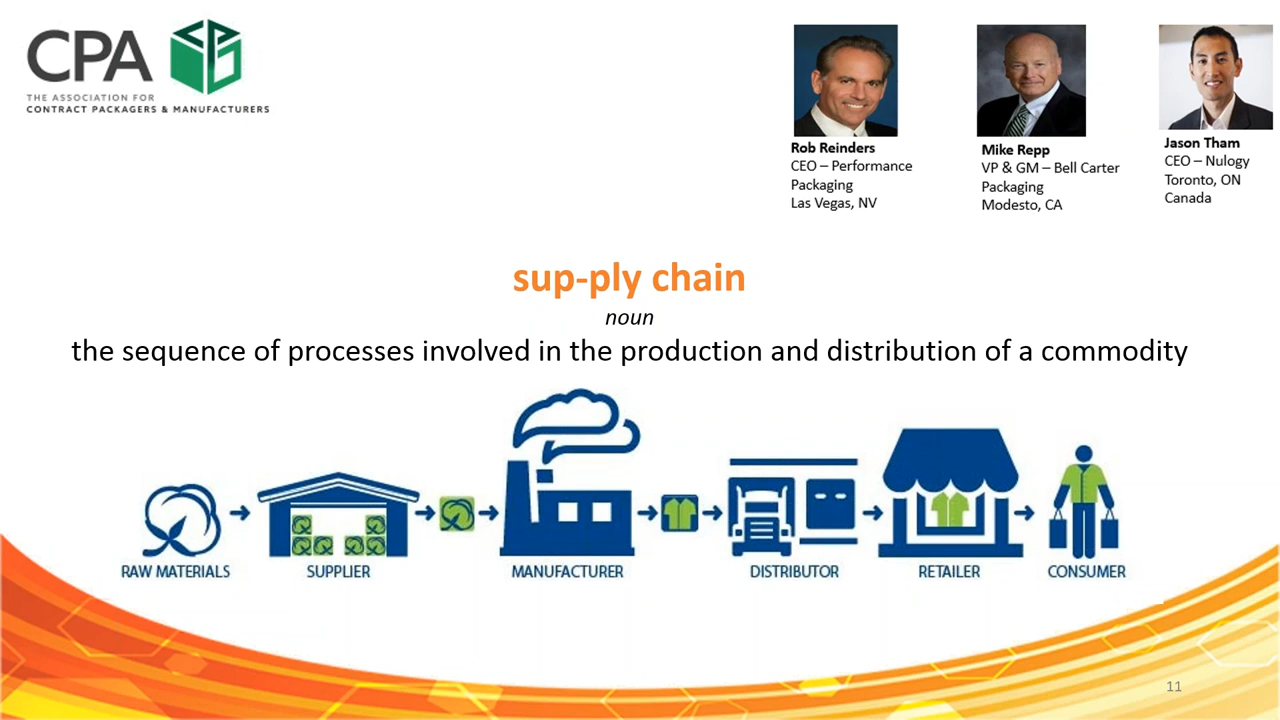 CPA
THE ASSOCIATION FOR
CONTRACT PACKAGERS & MANUFACTURERS
Rob Reinders
CEO – Performance
Packaging
Las Vegas, NV
Mike Repp
VP & GM – Bell Carter
Packaging
Modesto, CA
Jason Tham
CEO – Nulogy
Toronto, ON
Canada
sup-ply chain
noun
the sequence of processes involved in the production and distribution of a commodity
RAW MATERIALS
SUPPLIER
MANUFACTURER
DISTRIBUTOR
RETAILER
CONSUMER
11